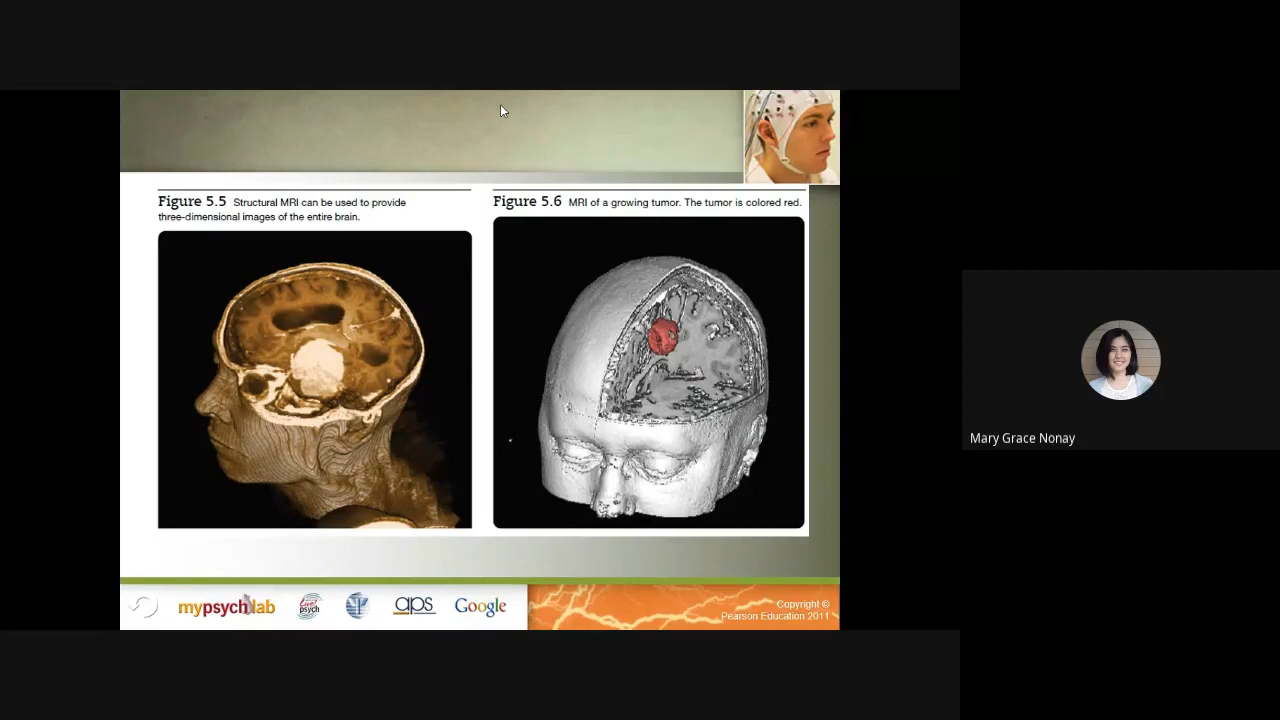 Figure 5.5 Structural MRI can be used to provide
three-dimensional images of the entire brain.
Figure 5.6 MRI of a growing tumor. The tumor is colored red.
Mary Grace Nonay
mypsychlab
Live!
psych
aps
Google
Copyright ©
Pearson Education 2011